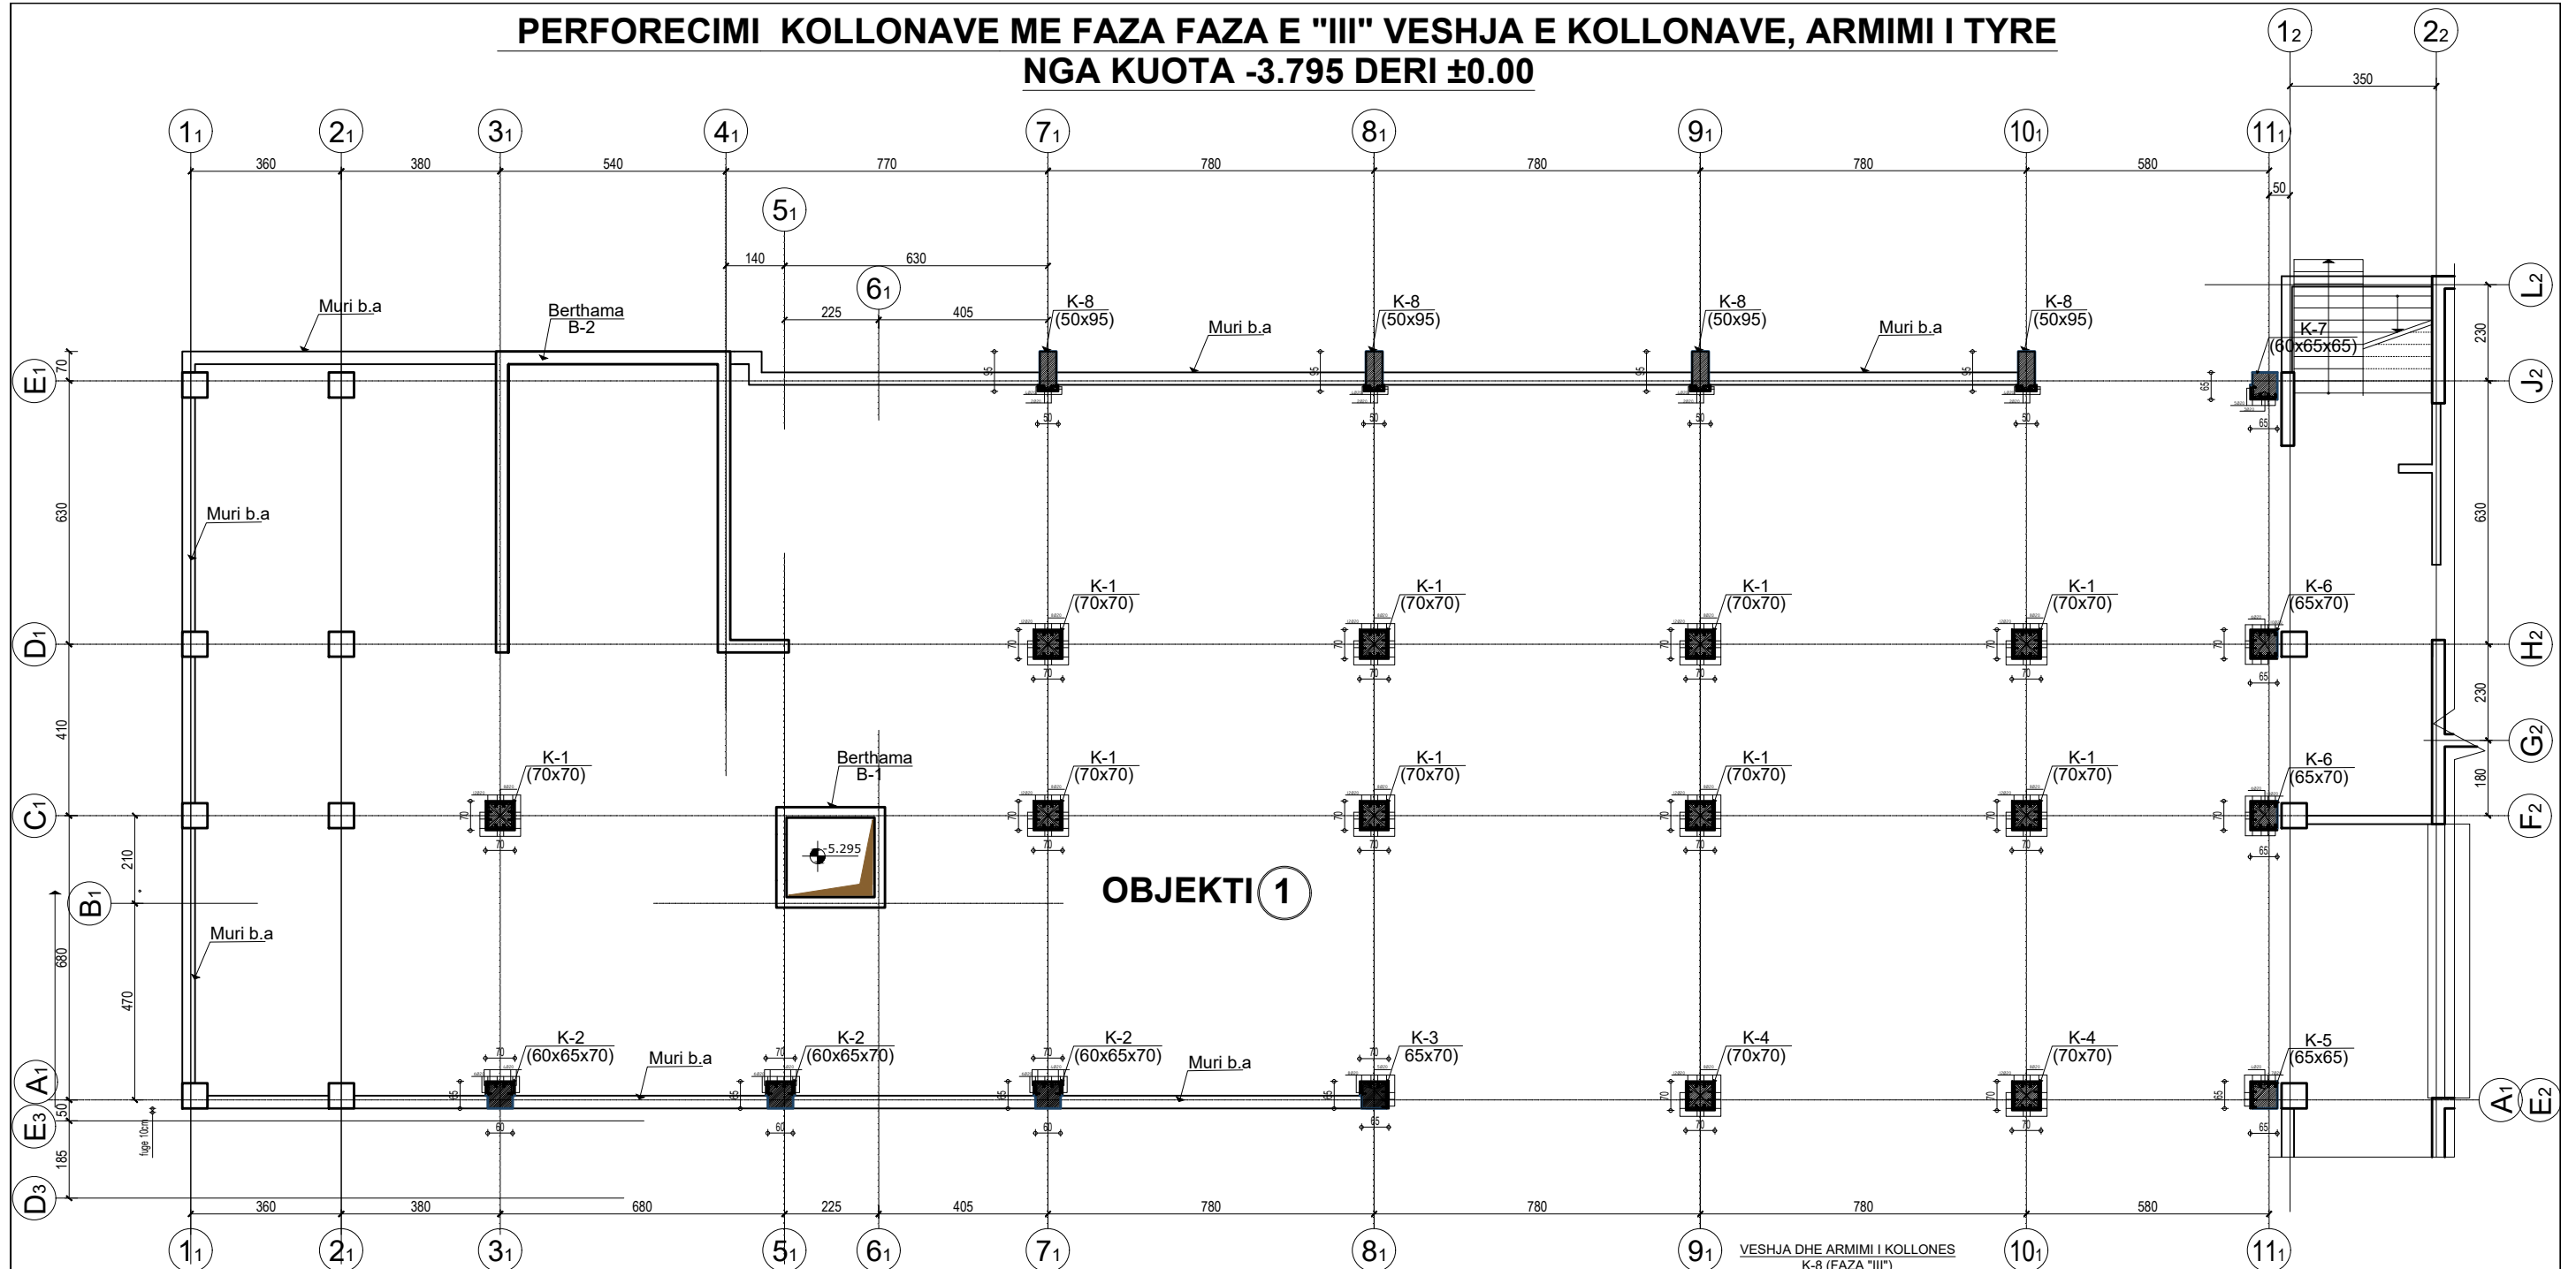 PERFORECIMI KOLLONAVE ME FAZA FAZA E "III" VESHJA E KOLLONAVE, ARMIMI I TYRE
NGA KUOTA -3.795 DERI ±0.00
1₂ 2₂
350
1₁ 2₁ 3₁ 4₁ 7₁ 8₁ 9₁ 10₁ 11₁
360 380 540 770 780 780 780 580
50
5₁
140 630
6₁
225 405
Muri b.a
Berthama
B-2
K-8
(50x95)
K-8
(50x95)
K-8
(50x95)
K-8
(50x95)
Muri b.a
Muri b.a
K-7
(60x65x65)
L₂
230
70
E₁
95 95 95 95
65
J₂
50 50 50 50 65
630
Muri b.a
630
K-1
(70x70)
K-1
(70x70)
K-1
(70x70)
K-1
(70x70)
K-6
(65x70)
D₁
70 70 70 70 70
H₂
70 70 70 70 65
410
230
G₂
K-1
(70x70)
Berthama
B-1
K-1
(70x70)
K-1
(70x70)
K-1
(70x70)
K-1
(70x70)
K-6
(65x70)
180
C₁
70 70 70 70 70 70
F₂
70 70 70 70 70 65
-5.295
210
OBJEKTI 1
B₁
Muri b.a
680
470
K-2
(60x65x70)
Muri b.a
K-2
(60x65x70)
K-2
(60x65x70)
Muri b.a
K-3
65x70)
K-4
(70x70)
K-4
(70x70)
K-5
(65x65)
70 70 70 70
A₁
65 65 65 65 70 70 65
A₁ E₂
50
E₃
60 60 60 65 70 70 65
fuge 10cm
185
D₃
360 380 680 225 405 780 780 780 580
1₁ 2₁ 3₁ 5₁ 6₁ 7₁ 8₁ 9₁ 10₁ 11₁
VESHJA DHE ARMIMI I KOLLONES
K-8 (FAZA "III")